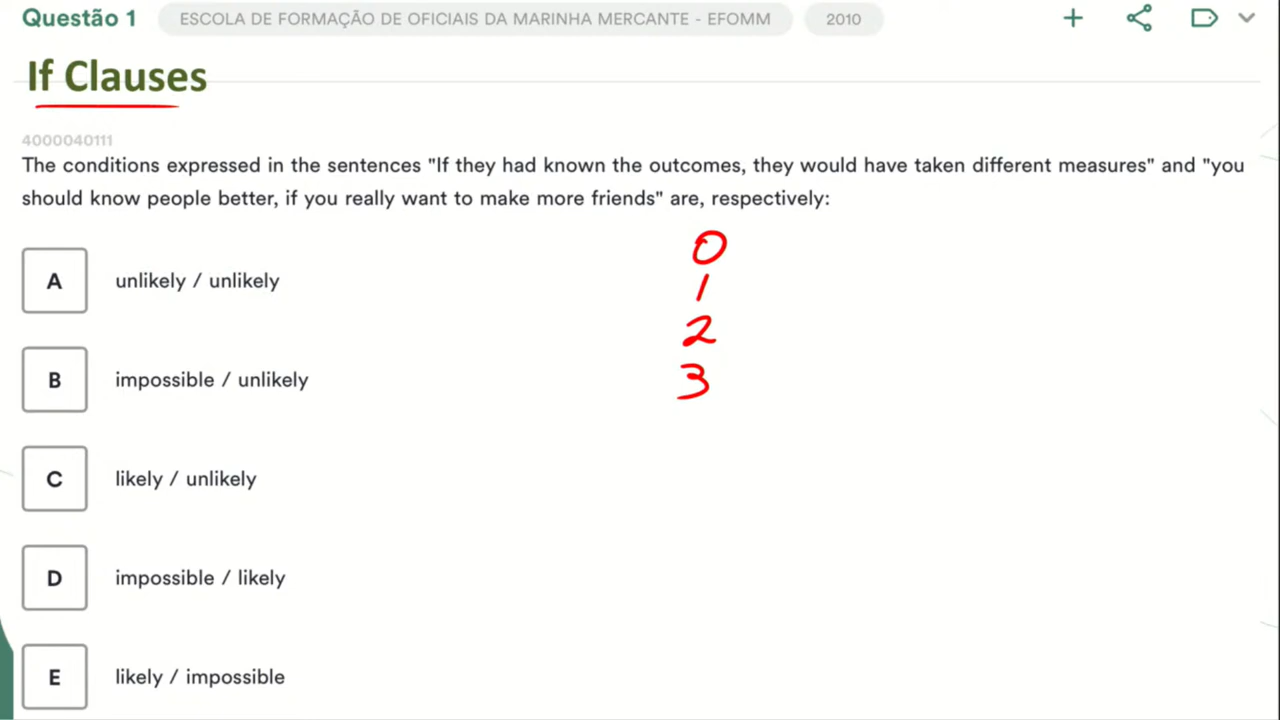 Questão 1 ESCOLA DE FORMAÇÃO DE OFICIAIS DA MARINHA MERCANTE - EFOMM 2010
If Clauses
4000040111
The conditions expressed in the sentences "If they had known the outcomes, they would have taken different measures" and "you
should know people better, if you really want to make more friends" are, respectively:
0
A unlikely / unlikely
1
2
B impossible / unlikely
3
C likely / unlikely
D impossible / likely
E likely / impossible